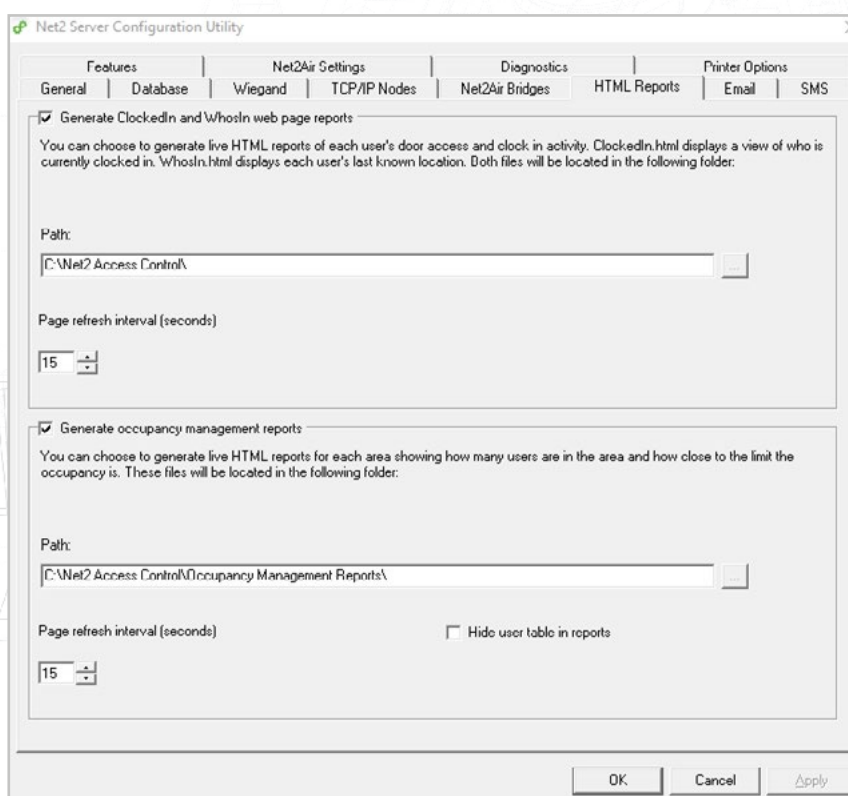 Net2 Server Configuration Utility
Features Net2Air Settings Diagnostics Printer Options
General Database Wiegand TCP/IP Nodes Net2Air Bridges HTML Reports Email SMS
Generate ClockedIn and WhosIn web page reports
You can choose to generate live HTML reports of each user's door access and clock in activity. ClockedIn.html displays a view of who is
currently clocked in. WhosIn.html displays each user's last known location. Both files will be located in the following folder:
Path:
C:\Net2 Access Control\
...
Page refresh interval (seconds)
15
Generate occupancy management reports
You can choose to generate live HTML reports for each area showing how many users are in the area and how close to the limit the
occupancy is. These files will be located in the following folder:
Path:
C:\Net2 Access Control\Occupancy Management Reports\
...
Page refresh interval (seconds) Hide user table in reports
15
OK Cancel Apply